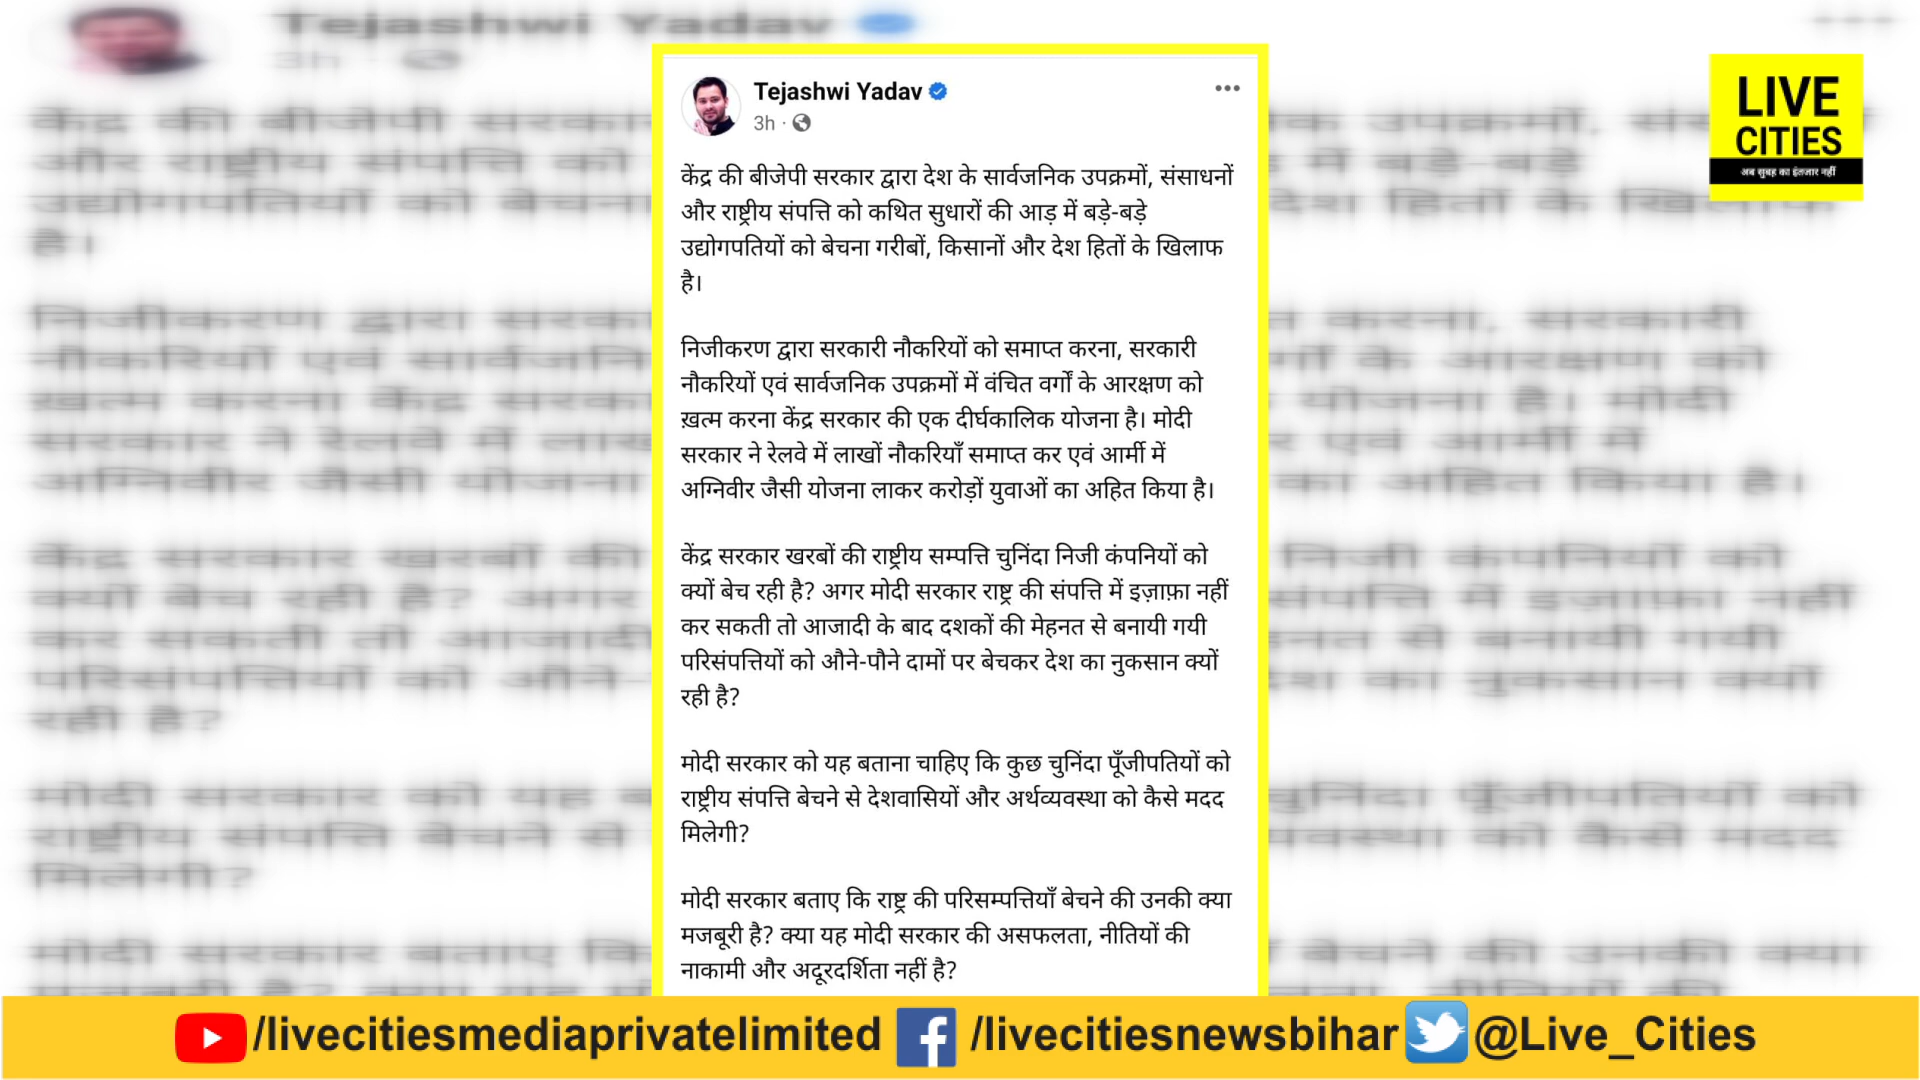 Tejashwi Yadav
3h ·
केंद्र की बीजेपी सरकार द्वारा देश के सार्वजनिक उपक्रमों, संसाधनों
और राष्ट्रीय संपत्ति को कथित सुधारों की आड़ में बड़े-बड़े
उद्योगपतियों को बेचना गरीबों, किसानों और देश हितों के खिलाफ
है।
निजीकरण द्वारा सरकारी नौकरियों को समाप्त करना, सरकारी
नौकरियों एवं सार्वजनिक उपक्रमों में वंचित वर्गों के आरक्षण को
ख़त्म करना केंद्र सरकार की एक दीर्घकालिक योजना है। मोदी
सरकार ने रेलवे में लाखों नौकरियाँ समाप्त कर एवं आर्मी में
अग्निवीर जैसी योजना लाकर करोड़ों युवाओं का अहित किया है।
केंद्र सरकार खरबों की राष्ट्रीय सम्पत्ति चुनिंदा निजी कंपनियों को
क्यों बेच रही है? अगर मोदी सरकार राष्ट्र की संपत्ति में इज़ाफ़ा नहीं
कर सकती तो आजादी के बाद दशकों की मेहनत से बनायी गयी
परिसंपत्तियों को औने-पौने दामों पर बेचकर देश का नुकसान क्यों
रही है?
मोदी सरकार को यह बताना चाहिए कि कुछ चुनिंदा पूँजीपतियों को
राष्ट्रीय संपत्ति बेचने से देशवासियों और अर्थव्यवस्था को कैसे मदद
मिलेगी?
मोदी सरकार बताए कि राष्ट्र की परिसम्पत्तियाँ बेचने की उनकी क्या
मजबूरी है? क्या यह मोदी सरकार की असफलता, नीतियों की
नाकामी और अदूरदर्शिता नहीं है?
LIVE
CITIES
अब सुबह का इंतजार नहीं
/livecitiesmediaprivatelimited /livecitiesnewsbihar @Live_Cities